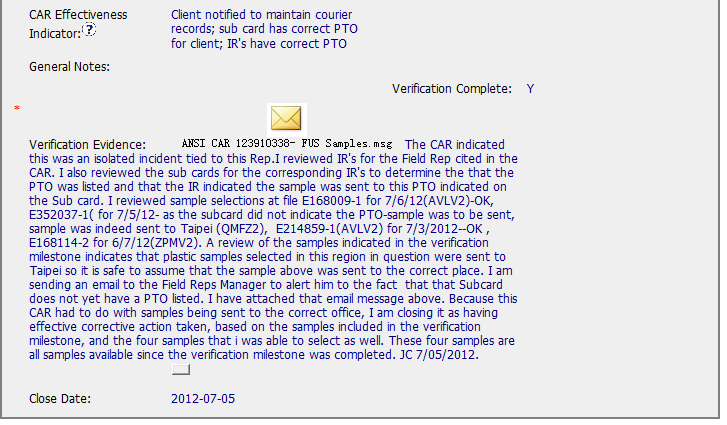 CAR Effectiveness Client notified to maintain courier
Indicator:? records; sub card has correct PTO
for client; IR's have correct PTO
General Notes:
Verification Complete: Y
*
Verification Evidence: ANSI CAR 123910338- FUS Samples.msg The CAR indicated
this was an isolated incident tied to this Rep.I reviewed IR's for the Field Rep cited in the
CAR. I also reviewed the sub cards for the corresponding IR's to determine the that the
PTO was listed and that the IR indicated the sample was sent to this PTO indicated on
the Sub card. I reviewed sample selections at file E168009-1 for 7/6/12(AVLV2)-OK,
E352037-1( for 7/5/12- as the subcard did not indicate the PTO-sample was to be sent,
sample was indeed sent to Taipei (QMFZ2), E214859-1(AVLV2) for 7/3/2012--OK ,
E168114-2 for 6/7/12(ZPMV2). A review of the samples indicated in the verification
milestone indicates that plastic samples selected in this region in question were sent to
Taipei so it is safe to assume that the sample above was sent to the correct place. I am
sending an email to the Field Reps Manager to alert him to the fact that that Subcard
does not yet have a PTO listed. I have attached that email message above. Because this
CAR had to do with samples being sent to the correct office, I am closing it as having
effective corrective action taken, based on the samples included in the verification
milestone, and the four samples that i was able to select as well. These four samples are
all samples available since the verification milestone was completed. JC 7/05/2012.
Close Date: 2012-07-05